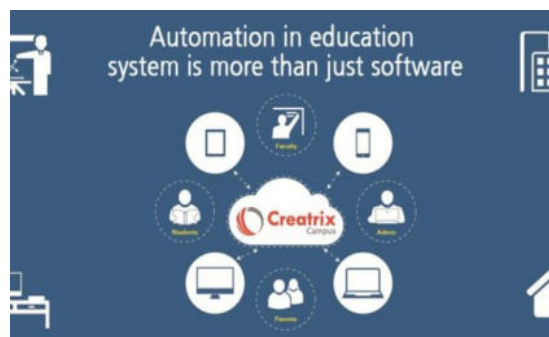 Automation in education
system is more than just software
Faculty
Students
Creatrix
Campus
Admin
Parents